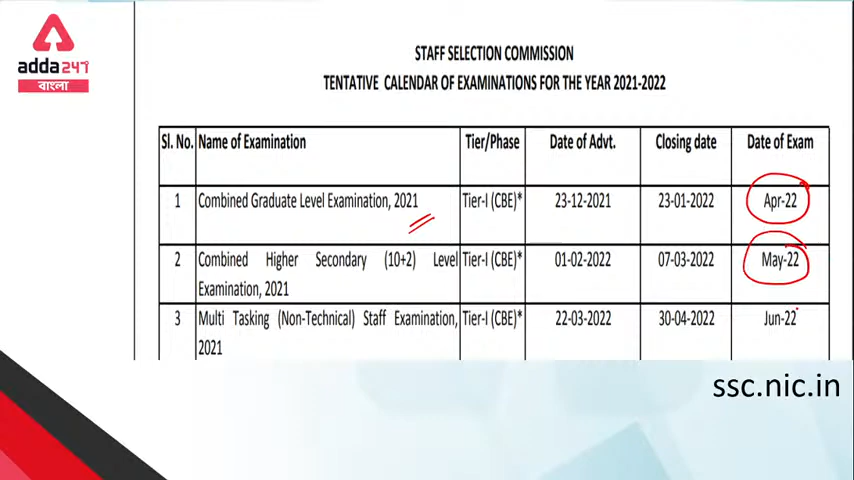 adda247
বাংলা
STAFF SELECTION COMMISSION
TENTATIVE CALENDAR OF EXAMINATIONS FOR THE YEAR 2021-2022
Sl. No. Name of Examination Tier/Phase Date of Advt. Closing date Date of Exam
1 Combined Graduate Level Examination, 2021 Tier-I (CBE)* 23-12-2021 23-01-2022 Apr-22
2 Combined Higher Secondary (10+2) Level Tier-I (CBE)* 01-02-2022 07-03-2022 May-22
Examination, 2021
3 Multi Tasking (Non-Technical) Staff Examination, Tier-I (CBE)* 22-03-2022 30-04-2022 Jun-22
2021
ssc.nic.in